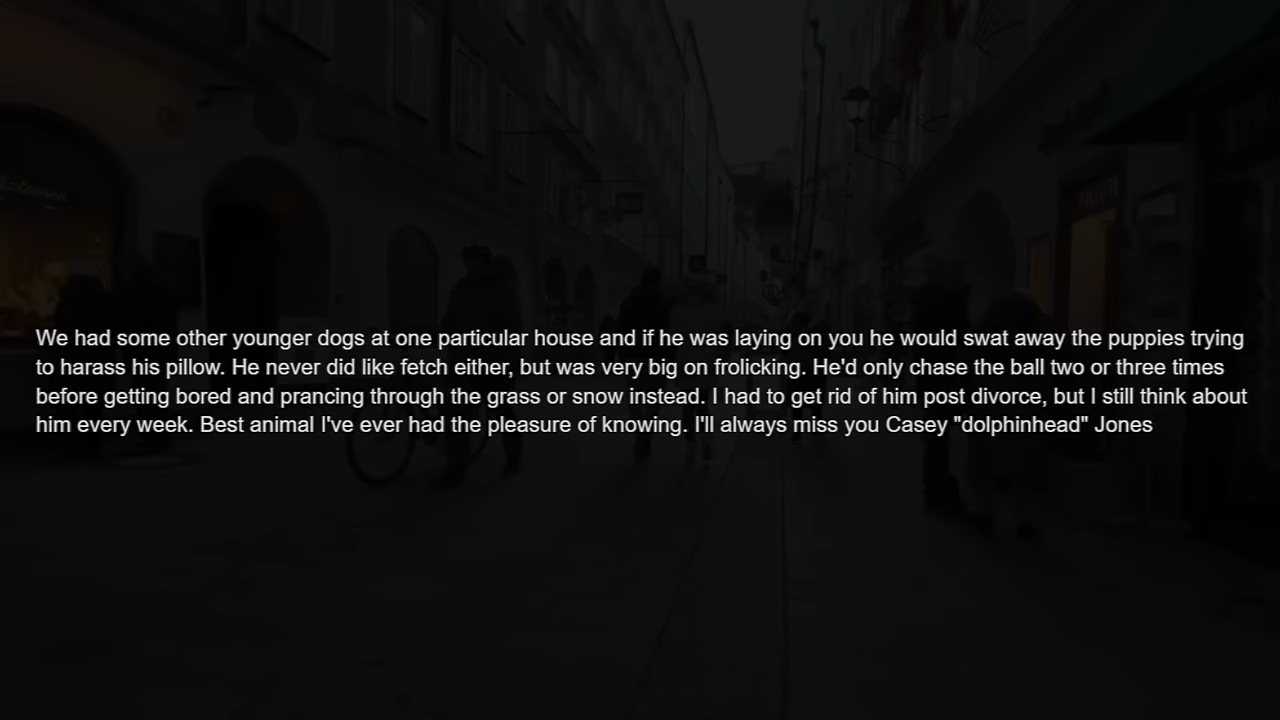 We had some other younger dogs at one particular house and if he was laying on you he would swat away the puppies trying
to harass his pillow. He never did like fetch either, but was very big on frolicking. He'd only chase the ball two or three times
before getting bored and prancing through the grass or snow instead. I had to get rid of him post divorce, but I still think about
him every week. Best animal I've ever had the pleasure of knowing. I'll always miss you Casey "dolphinhead" Jones